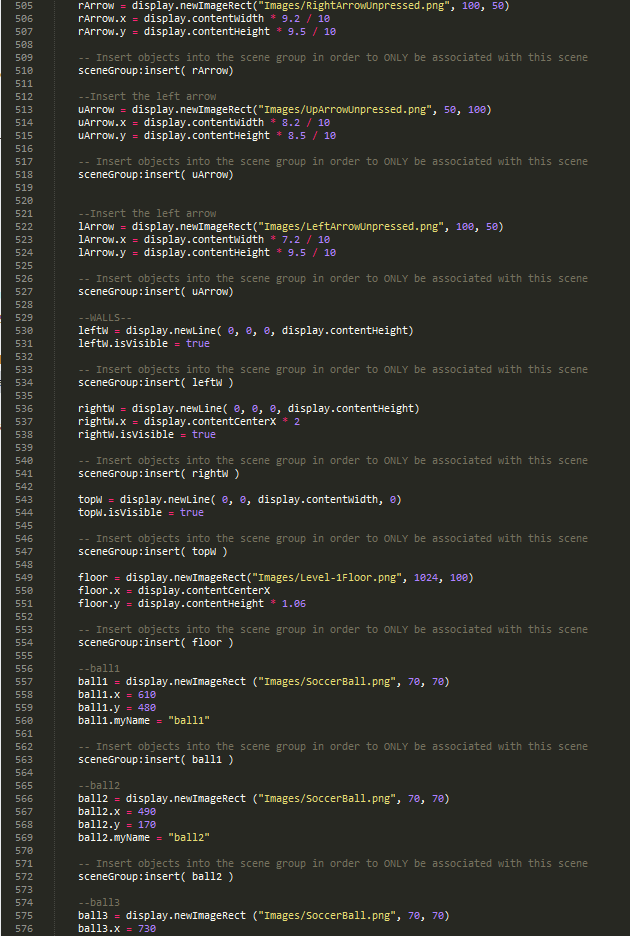 505 rArrow = display.newImageRect("Images/RightArrowUnpressed.png", 100, 50)
506 rArrow.x = display.contentWidth * 9.2 / 10
507 rArrow.y = display.contentHeight * 9.5 / 10
508
509 -- Insert objects into the scene group in order to ONLY be associated with this scene
510 sceneGroup:insert( rArrow)
511
512 --Insert the left arrow
513 uArrow = display.newImageRect("Images/UpArrowUnpressed.png", 50, 100)
514 uArrow.x = display.contentWidth * 8.2 / 10
515 uArrow.y = display.contentHeight * 8.5 / 10
516
517 -- Insert objects into the scene group in order to ONLY be associated with this scene
518 sceneGroup:insert( uArrow)
519
520
521 --Insert the left arrow
522 lArrow = display.newImageRect("Images/LeftArrowUnpressed.png", 100, 50)
523 lArrow.x = display.contentWidth * 7.2 / 10
524 lArrow.y = display.contentHeight * 9.5 / 10
525
526 -- Insert objects into the scene group in order to ONLY be associated with this scene
527 sceneGroup:insert( uArrow)
528
529 --WALLS--
530 leftW = display.newLine( 0, 0, 0, display.contentHeight)
531 leftW.isVisible = true
532
533 -- Insert objects into the scene group in order to ONLY be associated with this scene
534 sceneGroup:insert( leftW )
535
536 rightW = display.newLine( 0, 0, 0, display.contentHeight)
537 rightW.x = display.contentCenterX * 2
538 rightW.isVisible = true
539
540 -- Insert objects into the scene group in order to ONLY be associated with this scene
541 sceneGroup:insert( rightW )
542
543 topW = display.newLine( 0, 0, display.contentWidth, 0)
544 topW.isVisible = true
545
546 -- Insert objects into the scene group in order to ONLY be associated with this scene
547 sceneGroup:insert( topW )
548
549 floor = display.newImageRect("Images/Level-1Floor.png", 1024, 100)
550 floor.x = display.contentCenterX
551 floor.y = display.contentHeight * 1.06
552
553 -- Insert objects into the scene group in order to ONLY be associated with this scene
554 sceneGroup:insert( floor )
555
556 --ball1
557 ball1 = display.newImageRect ("Images/SoccerBall.png", 70, 70)
558 ball1.x = 610
559 ball1.y = 480
560 ball1.myName = "ball1"
561
562 -- Insert objects into the scene group in order to ONLY be associated with this scene
563 sceneGroup:insert( ball1 )
564
565 --ball2
566 ball2 = display.newImageRect ("Images/SoccerBall.png", 70, 70)
567 ball2.x = 490
568 ball2.y = 170
569 ball2.myName = "ball2"
570
571 -- Insert objects into the scene group in order to ONLY be associated with this scene
572 sceneGroup:insert( ball2 )
573
574 --ball3
575 ball3 = display.newImageRect ("Images/SoccerBall.png", 70, 70)
576 ball3.x = 730